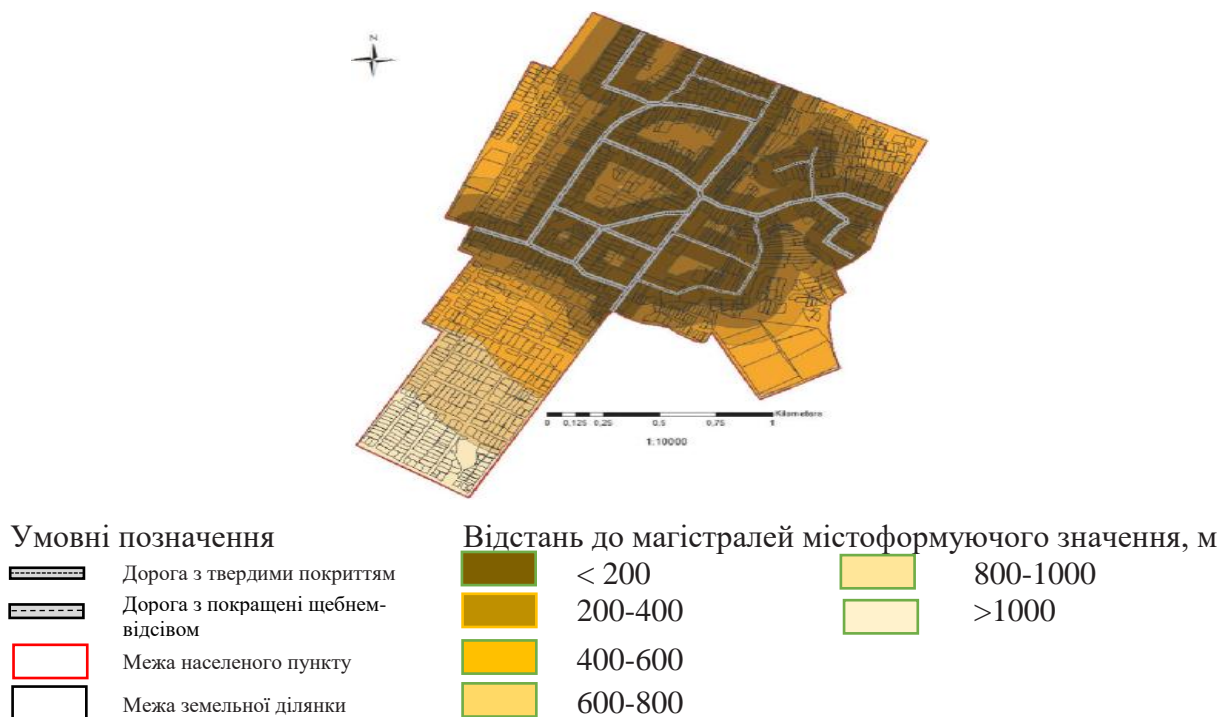 Z
Kilometers
0 0,125 0,25 0,5 0,75 1
1:10000
Умовні позначення
Дорога з твердими покриттям
Дорога з покращені щебнем-
відсівом
Межа населеного пункту
Межа земельної ділянки
Відстань до магістралей містоформуючого значення, м
< 200
200-400
400-600
600-800
800-1000
>1000